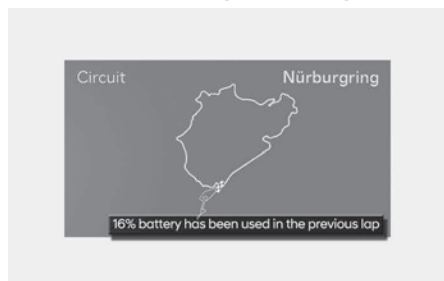 Circuit
Nürburgring
16% battery has been used in the previous lap